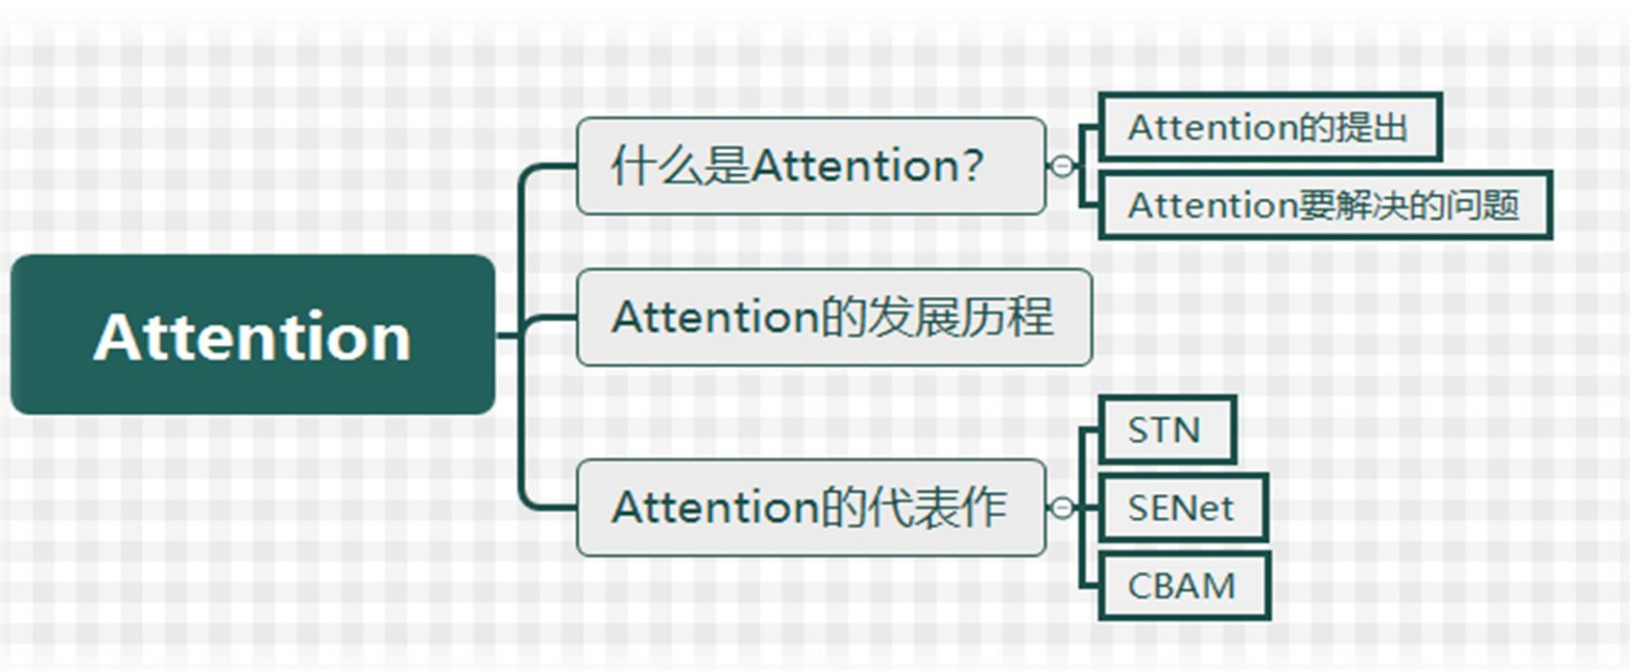 Attention
什么是Attention?
Attention的提出
Attention要解决的问题
Attention的发展历程
Attention的代表作
STN
SENet
CBAM